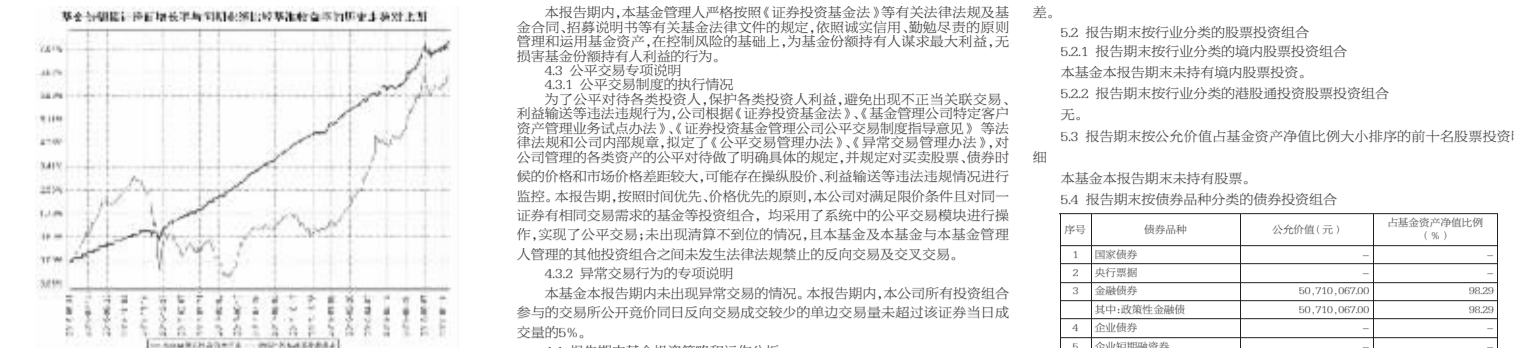 基金份额累计净值增长率与同期业绩比较基准收益率的历史走势对比图
本报告期内,本基金管理人严格按照《证券投资基金法》等有关法律法规及基
金合同、招募说明书等有关基金法律文件的规定,依照诚实信用、勤勉尽责的原则
管理和运用基金资产,在控制风险的基础上,为基金份额持有人谋求最大利益,无
损害基金份额持有人利益的行为。
4.3 公平交易专项说明
4.3.1 公平交易制度的执行情况
为了公平对待各类投资人,保护各类投资人利益,避免出现不正当关联交易、
利益输送等违法违规行为,公司根据《证券投资基金法》、《基金管理公司特定客户
资产管理业务试点办法》、《证券投资基金管理公司公平交易制度指导意见》等法
律法规和公司内部规章,拟定了《公平交易管理办法》、《异常交易管理办法》,对
公司管理的各类资产的公平对待做了明确具体的规定,并规定对买卖股票、债券时
候的价格和市场价格差距较大,可能存在操纵股价、利益输送等违法违规情况进行
监控。本报告期,按照时间优先、价格优先的原则,本公司对满足限价条件且对同一
证券有相同交易需求的基金等投资组合，均采用了系统中的公平交易模块进行操
作,实现了公平交易;未出现清算不到位的情况,且本基金及本基金与本基金管理
人管理的其他投资组合之间未发生法律法规禁止的反向交易及交叉交易。
4.3.2 异常交易行为的专项说明
本基金本报告期内未出现异常交易的情况。本报告期内,本公司所有投资组合
参与的交易所公开竞价同日反向交易成交较少的单边交易量未超过该证券当日成
交量的5%。
差。
5.2 报告期末按行业分类的股票投资组合
5.2.1 报告期末按行业分类的境内股票投资组合
本基金本报告期末未持有境内股票投资。
5.2.2 报告期末按行业分类的港股通投资股票投资组合
无。
5.3 报告期末按公允价值占基金资产净值比例大小排序的前十名股票投资
细
本基金本报告期末未持有股票。
5.4 报告期末按债券品种分类的债券投资组合
序号 债券品种 公允价值(元) 占基金资产净值比例(%)
1 国家债券 – –
2 央行票据 – –
3 金融债券 50,710,067.00 98.29
其中:政策性金融债 50,710,067.00 98.29
4 企业债券 – –
5 企业短期融资券 – –